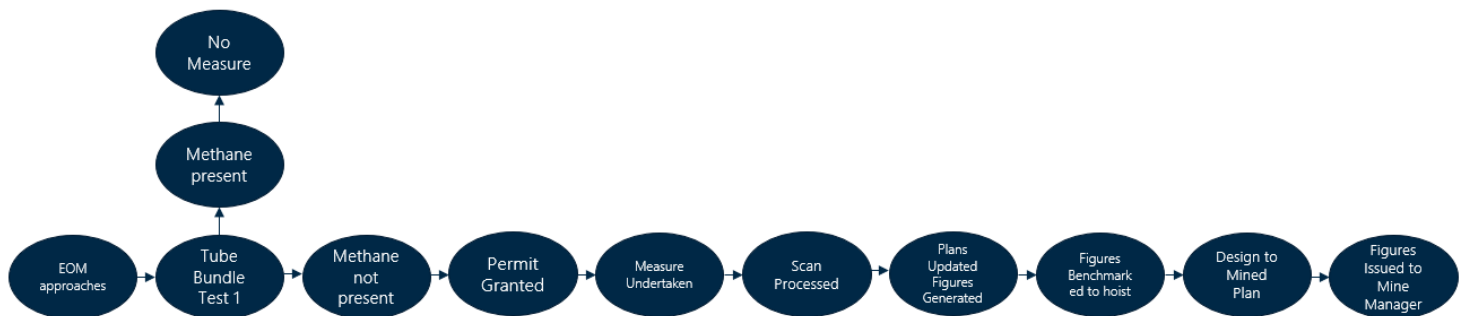 No
Measure
Methane
present
EOM
approaches
Tube
Bundle
Test 1
Methane
not
present
Permit
Granted
Measure
Undertaken
Scan
Processed
Plans
Updated
Figures
Generated
Figures
Benchmark
ed to hoist
Design to
Mined
Plan
Figures
Issued to
Mine
Manager